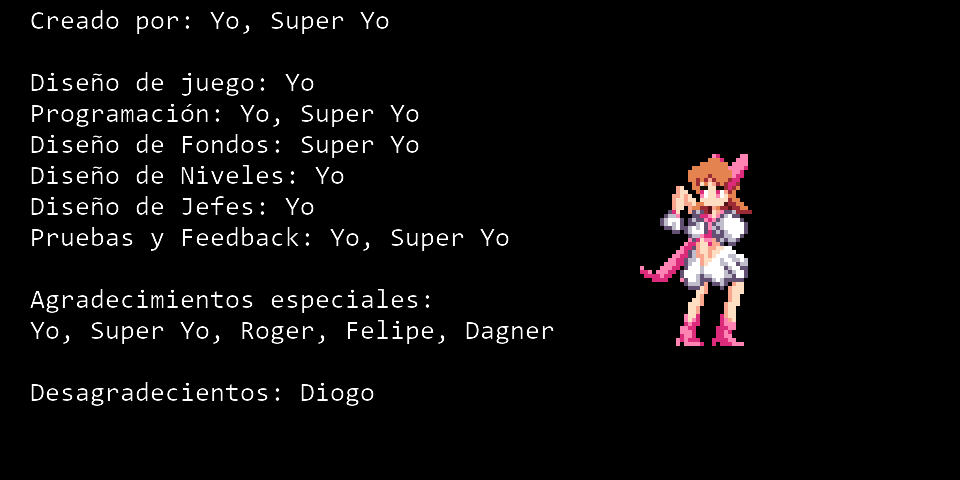 Creado por: Yo, Super Yo
Diseño de juego: Yo
Programación: Yo, Super Yo
Diseño de Fondos: Super Yo
Diseño de Niveles: Yo
Diseño de Jefes: Yo
Pruebas y Feedback: Yo, Super Yo
Agradecimientos especiales:
Yo, Super Yo, Roger, Felipe, Dagner
Desagradecientos: Diogo